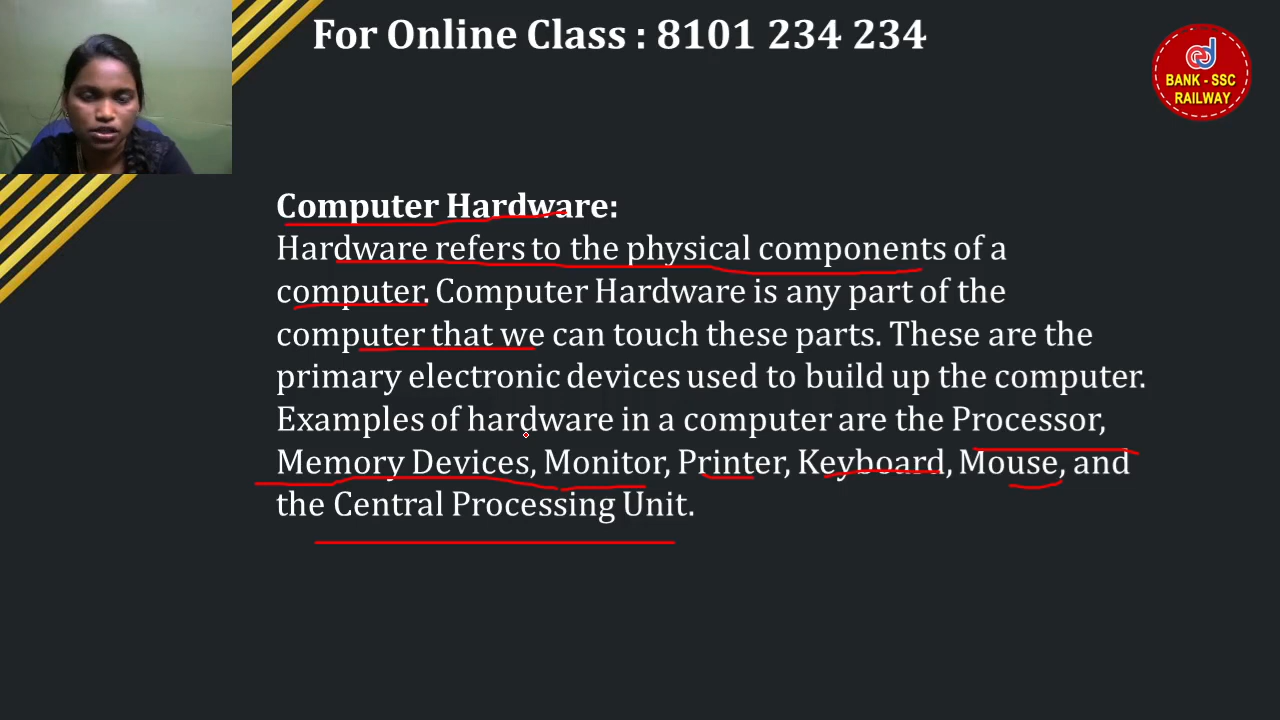 For Online Class : 8101 234 234
BANK - SSC
RAILWAY
Computer Hardware:
Hardware refers to the physical components of a
computer. Computer Hardware is any part of the
computer that we can touch these parts. These are the
primary electronic devices used to build up the computer.
Examples of hardware in a computer are the Processor,
Memory Devices, Monitor, Printer, Keyboard, Mouse, and
the Central Processing Unit.